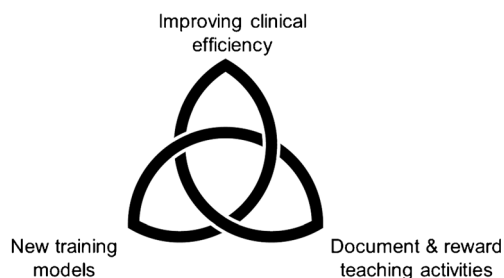 Improving clinical
efficiency
New training
models
Document & reward
teaching activities